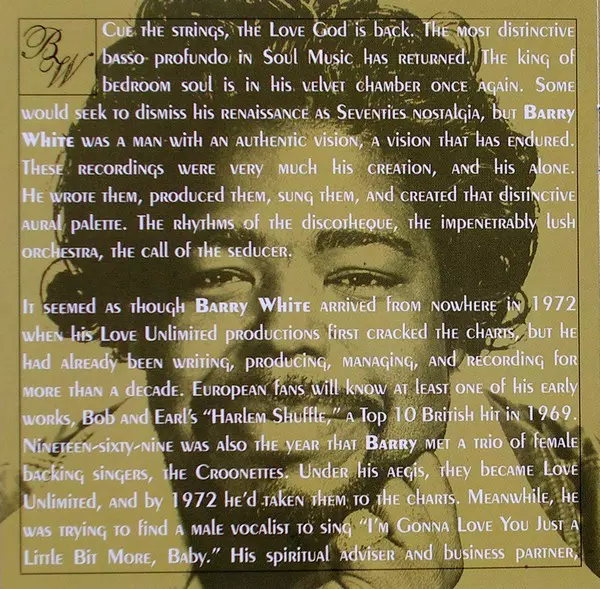 BW
Cue the strings, the Love God is back. The most distinctive
basso profundo in Soul Music has returned. The king of
bedroom soul is in his velvet chamber once again. Some
would seek to dismiss his renaissance as Seventies nostalgia, but Barry
White was a man with an authentic vision, a vision that has endured.
These recordings were very much his creation, and his alone.
He wrote them, produced them, sung them, and created that distinctive
aural palette. The rhythms of the discotheque, the impenetrably lush
orchestra, the call of the seducer.
It seemed as though Barry White arrived from nowhere in 1972
when his Love Unlimited productions first cracked the charts, but he
had already been writing, producing, managing, and recording for
more than a decade. European fans will know at least one of his early
works, Bob and Earl's "Harlem Shuffle," a Top 10 British hit in 1969.
Nineteen-sixty-nine was also the year that Barry met a trio of female
backing singers, the Croonettes. Under his aegis, they became Love
Unlimited, and by 1972 he'd taken them to the charts. Meanwhile, he
was trying to find a male vocalist to sing "I'm Gonna Love You Just a
Little Bit More, Baby." His spiritual adviser and business partner,